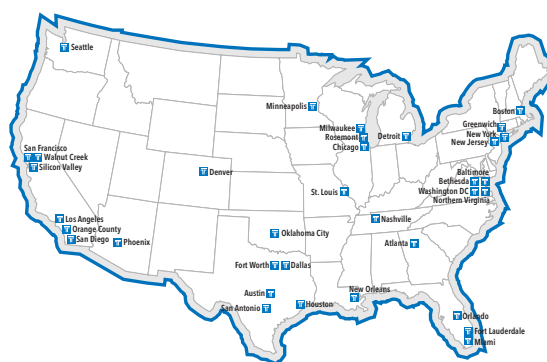 Seattle
Minneapolis
Boston
Milwaukee
Greenwich
Rosemont
Detroit
New York
Chicago
New Jersey
San Francisco
Walnut Creek
Silicon Valley
Denver
Baltimore
Bethesda
St. Louis
Washington DC
Northern Virginia
Los Angeles
Nashville
Orange County
Oklahoma City
San Diego
Phoenix
Atlanta
Fort Worth
Dallas
Austin
New Orleans
San Antonio
Houston
Orlando
Fort Lauderdale
Miami